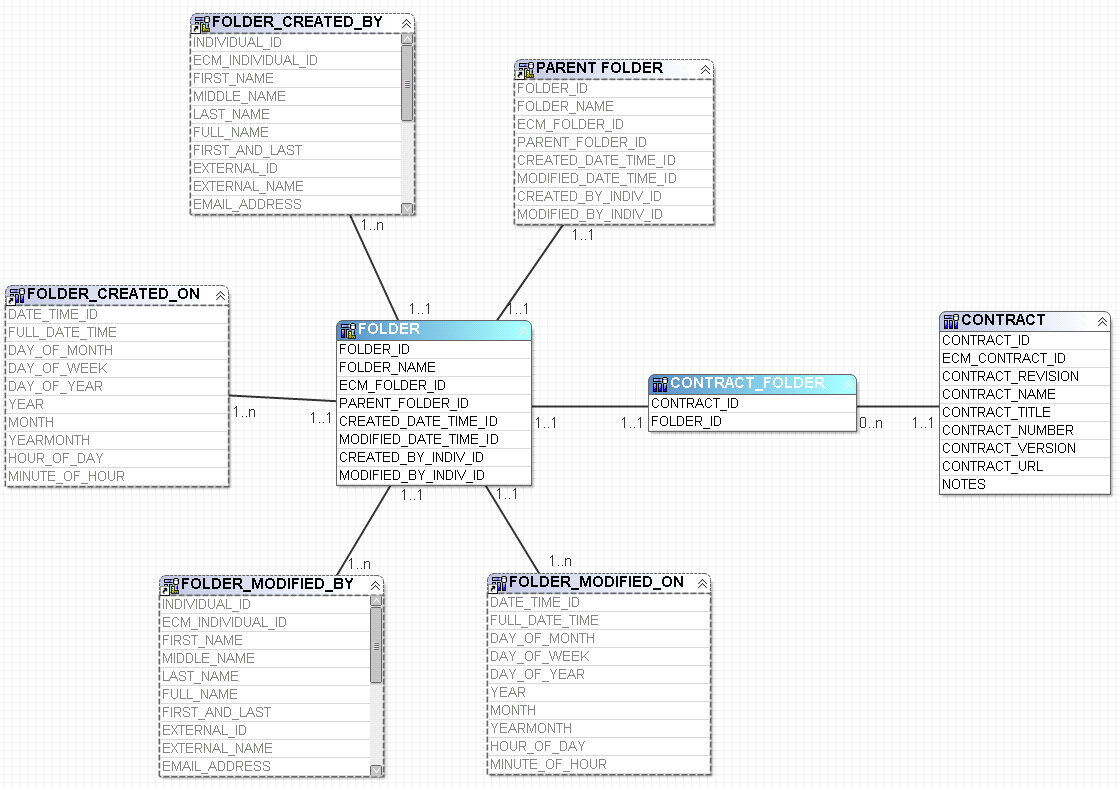 FOLDER_CREATED_BY
INDIVIDUAL_ID
ECM_INDIVIDUAL_ID
FIRST_NAME
MIDDLE_NAME
LAST_NAME
FULL_NAME
FIRST_AND_LAST
EXTERNAL_ID
EXTERNAL_NAME
EMAIL_ADDRESS
1..n
1..1
PARENT FOLDER
FOLDER_ID
FOLDER_NAME
ECM_FOLDER_ID
PARENT_FOLDER_ID
CREATED_DATE_TIME_ID
MODIFIED_DATE_TIME_ID
CREATED_BY_INDIV_ID
MODIFIED_BY_INDIV_ID
1..1
1..1
FOLDER_CREATED_ON
DATE_TIME_ID
FULL_DATE_TIME
DAY_OF_MONTH
DAY_OF_WEEK
DAY_OF_YEAR
YEAR
MONTH
YEARMONTH
HOUR_OF_DAY
MINUTE_OF_HOUR
1..n
1..1
FOLDER
FOLDER_ID
FOLDER_NAME
ECM_FOLDER_ID
PARENT_FOLDER_ID
CREATED_DATE_TIME_ID
MODIFIED_DATE_TIME_ID
CREATED_BY_INDIV_ID
MODIFIED_BY_INDIV_ID
1..1
1..1
CONTRACT_FOLDER
CONTRACT_ID
FOLDER_ID
0..n
1..1
CONTRACT
CONTRACT_ID
ECM_CONTRACT_ID
CONTRACT_REVISION
CONTRACT_NAME
CONTRACT_TITLE
CONTRACT_NUMBER
CONTRACT_VERSION
CONTRACT_URL
NOTES
1..1
1..n
FOLDER_MODIFIED_BY
INDIVIDUAL_ID
ECM_INDIVIDUAL_ID
FIRST_NAME
MIDDLE_NAME
LAST_NAME
FULL_NAME
FIRST_AND_LAST
EXTERNAL_ID
EXTERNAL_NAME
EMAIL_ADDRESS
1..1
1..n
FOLDER_MODIFIED_ON
DATE_TIME_ID
FULL_DATE_TIME
DAY_OF_MONTH
DAY_OF_WEEK
DAY_OF_YEAR
YEAR
MONTH
YEARMONTH
HOUR_OF_DAY
MINUTE_OF_HOUR